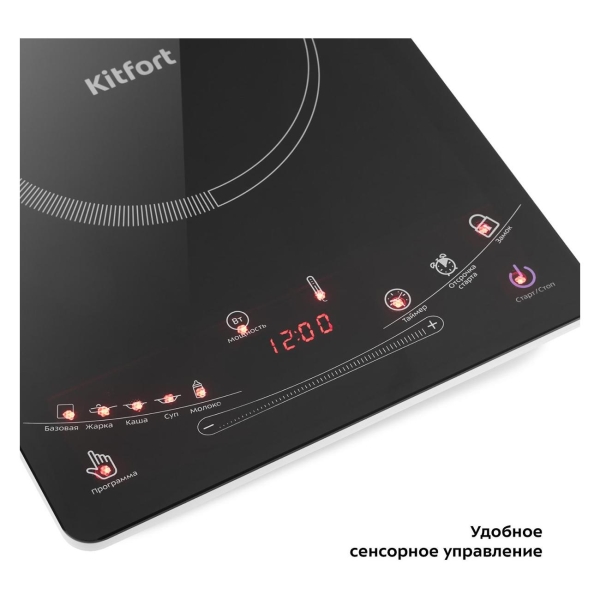 Kitfort
Замок
Отсрочка
старта
Старт/Стоп
Вт
Мощность
Таймер
12:00
+
−
Базовая
Жарка
Каша
Суп
Молоко
Программа
Удобное
сенсорное управление